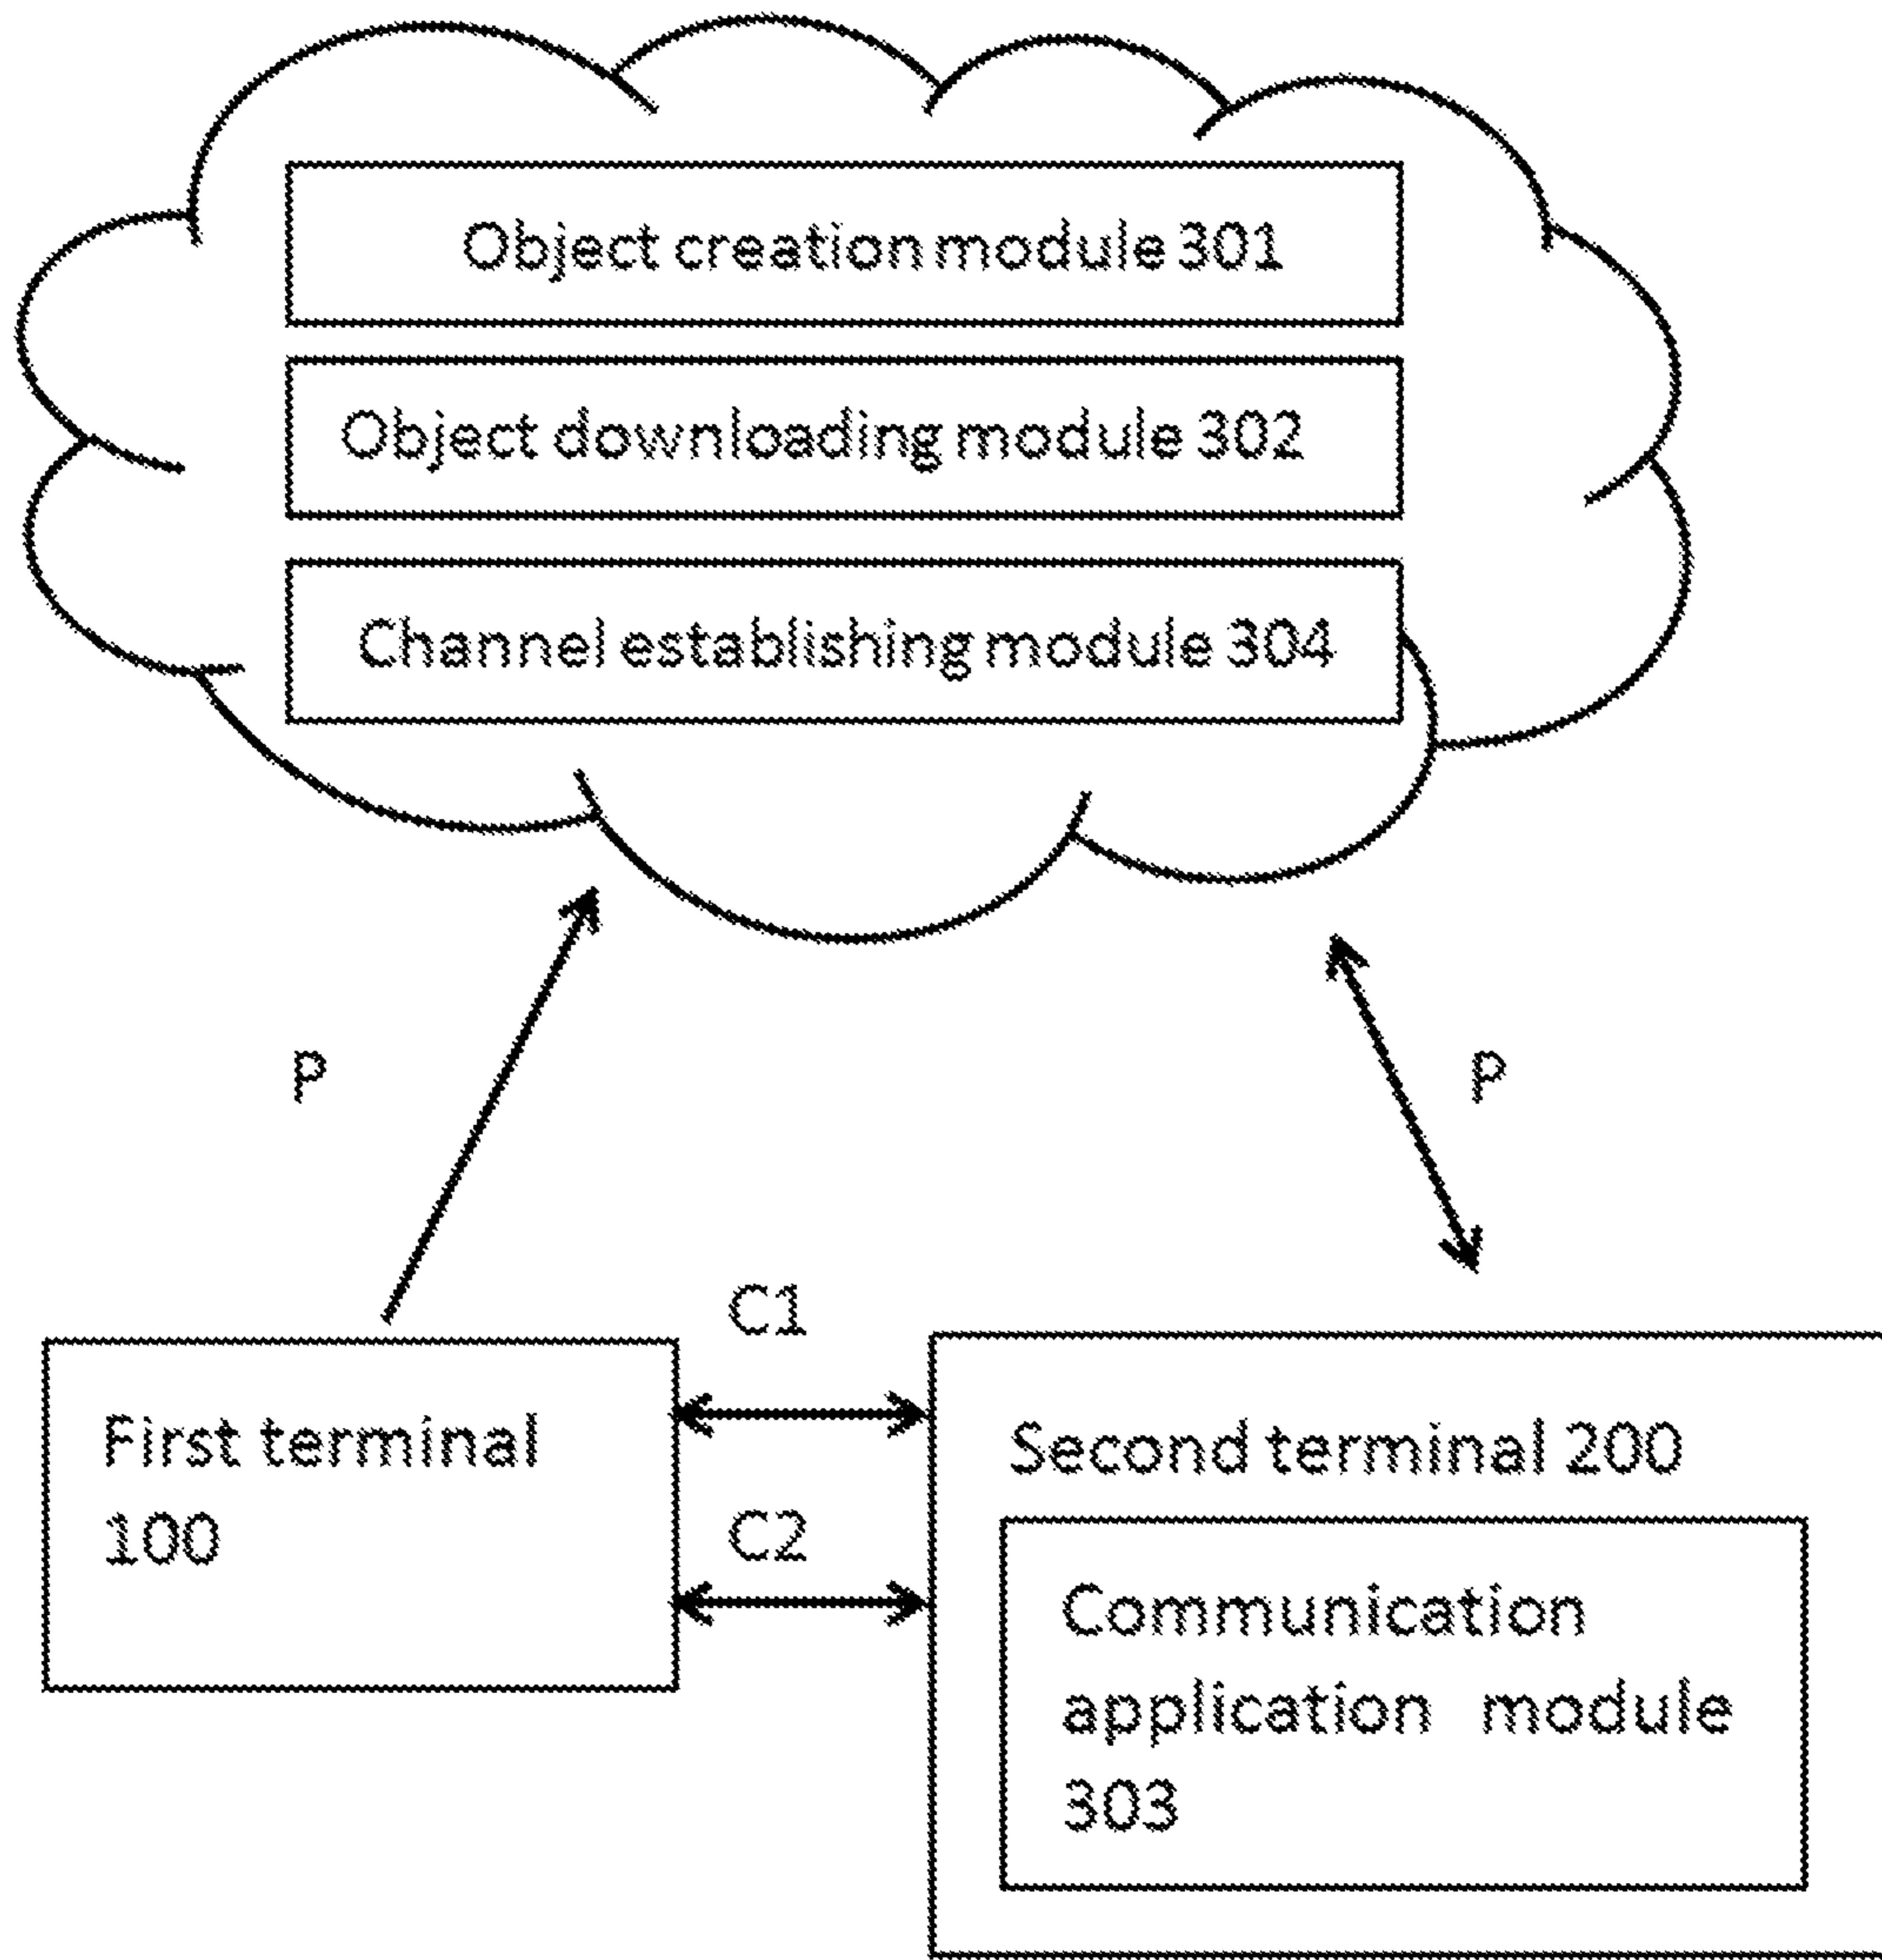 Object creation module 301
Object downloading module 302
Channel establishing module 304
P
P
C1
First terminal
100
C2
Second terminal 200
Communication
application module
303